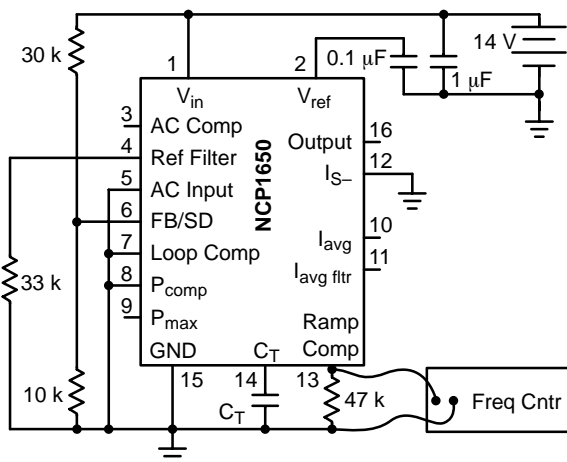 30 k
14 V
0.1 μF
1 μF
1
2
Vin
Vref
3
AC Comp
4
Ref Filter
5
AC Input
6
FB/SD
7
Loop Comp
8
Pcomp
9
Pmax
NCP1650
Output
16
IS–
12
Iavg
10
Iavg fltr
11
Ramp
Comp
GND
CT
15
14
13
33 k
10 k
CT
47 k
Freq Cntr